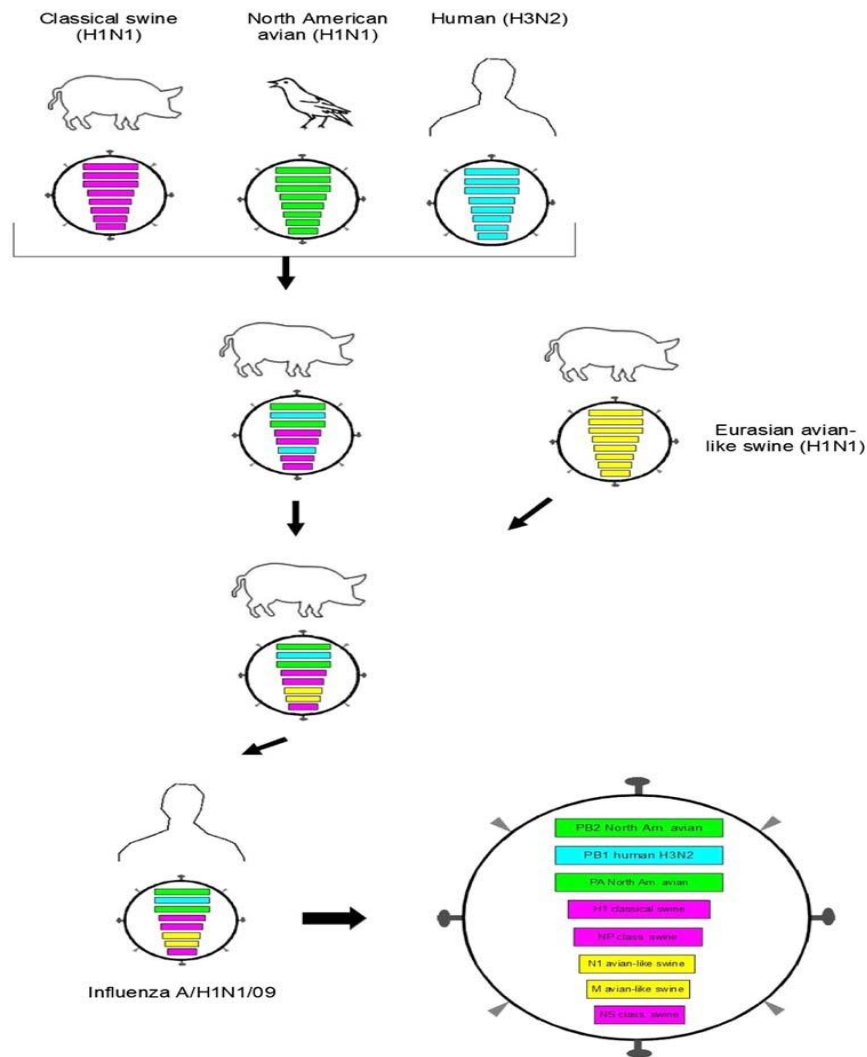 Classical swine
(H1N1)
North American
avian (H1N1)
Human (H3N2)
Eurasian avian-
like swine (H1N1)
Influenza A/H1N1/09
PB2 North Am. avian
PB1 human H3N2
PA North Am. avian
H1 classical swine
NP class. swine
N1 avian-like swine
M avian-like swine
NS class. swine